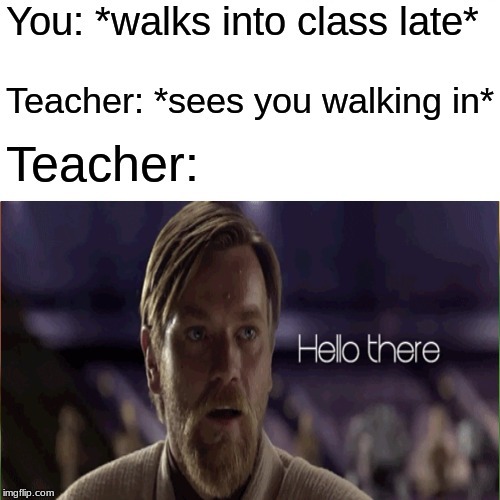 You: *walks into class late*
Teacher: *sees you walking in*
Teacher:
Hello there
imgflip.com